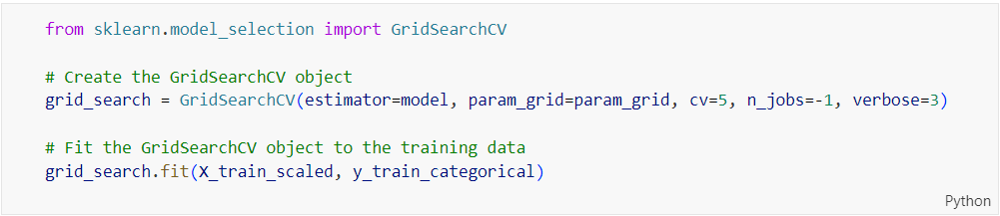 from sklearn.model_selection import GridSearchCV
# Create the GridSearchCV object
grid_search = GridSearchCV(estimator=model, param_grid=param_grid, cv=5, n_jobs=-1, verbose=3)
# Fit the GridSearchCV object to the training data
grid_search.fit(X_train_scaled, y_train_categorical)
Python